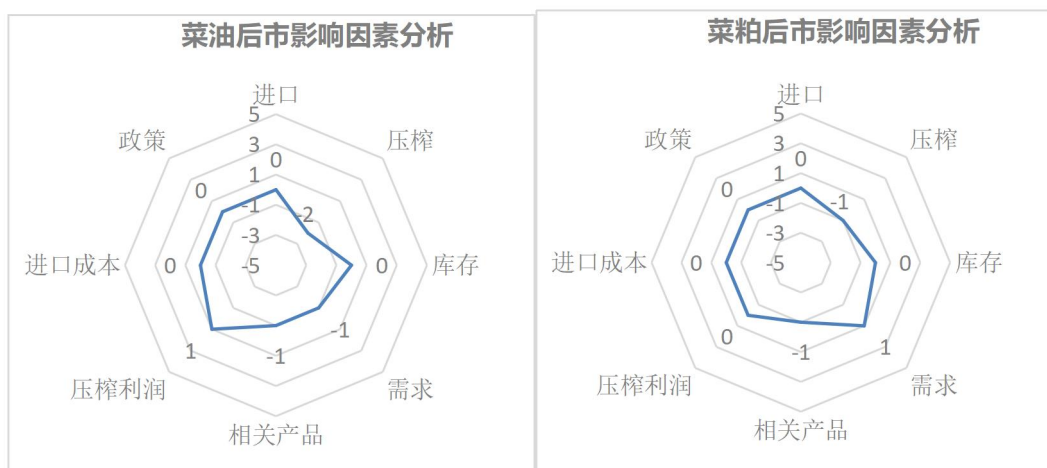 菜油后市影响因素分析
进口
5
政策
压榨
3
0
1
0
-1
-2
-3
进口成本
0
-5
0
库存
-1
1
-1
压榨利润
需求
相关产品
菜粕后市影响因素分析
进口
5
政策
压榨
3
0
1
0
-1
-1
-3
进口成本
0
-5
0
库存
0
-1
1
压榨利润
需求
相关产品